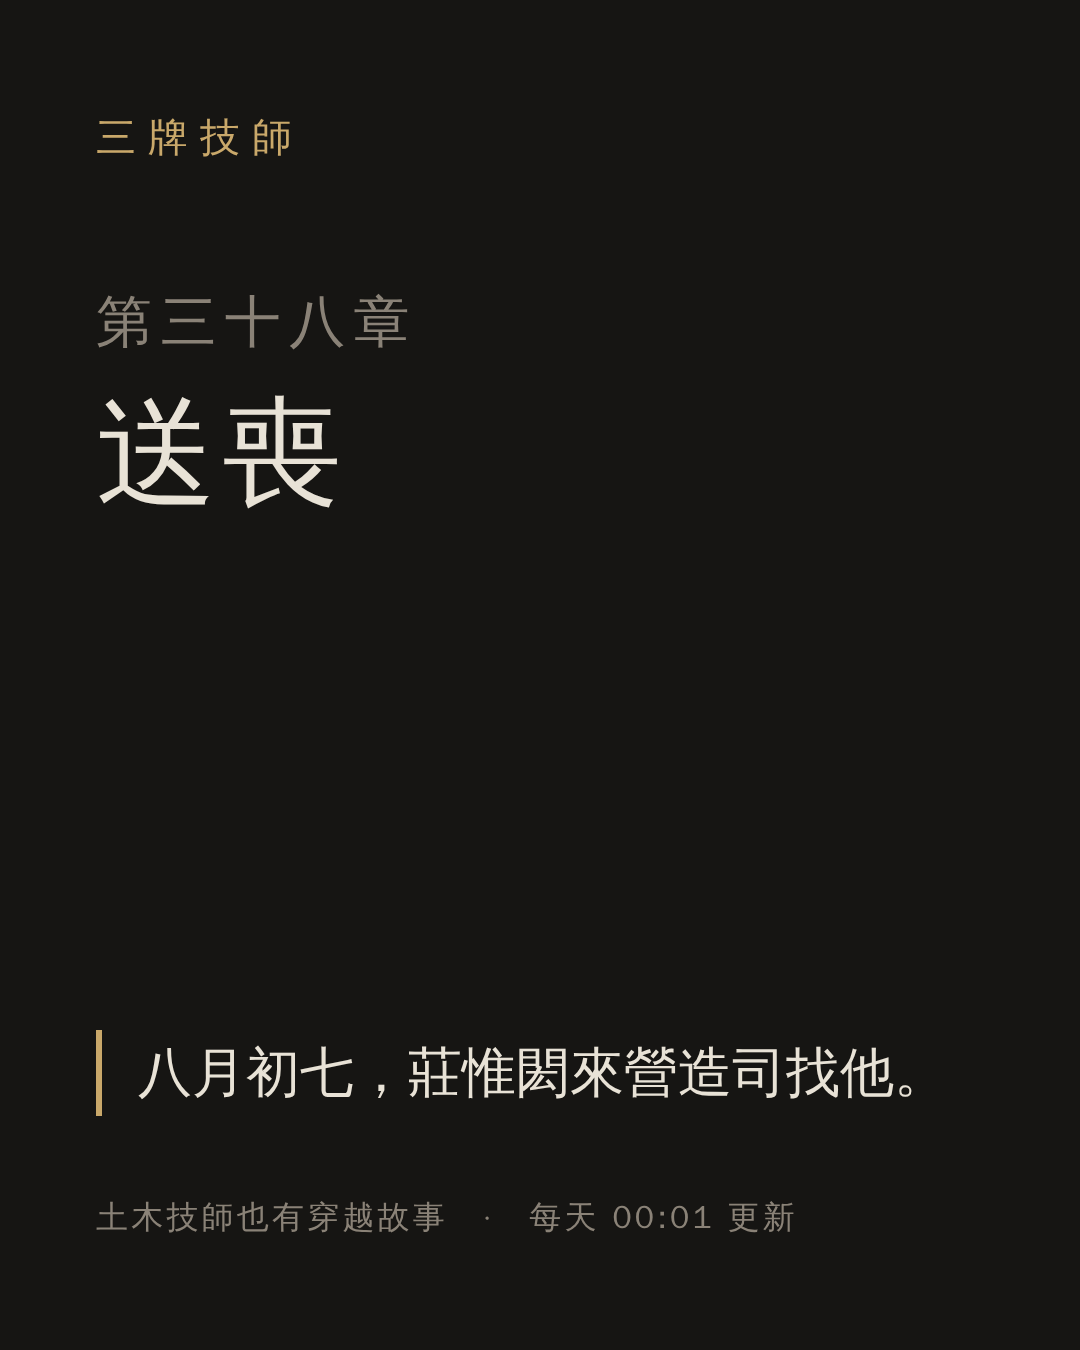 三牌技師
第三十八章
送喪
八月初七，莊惟閎來營造司找他。
土木技師也有穿越故事 · 每天 00:01 更新